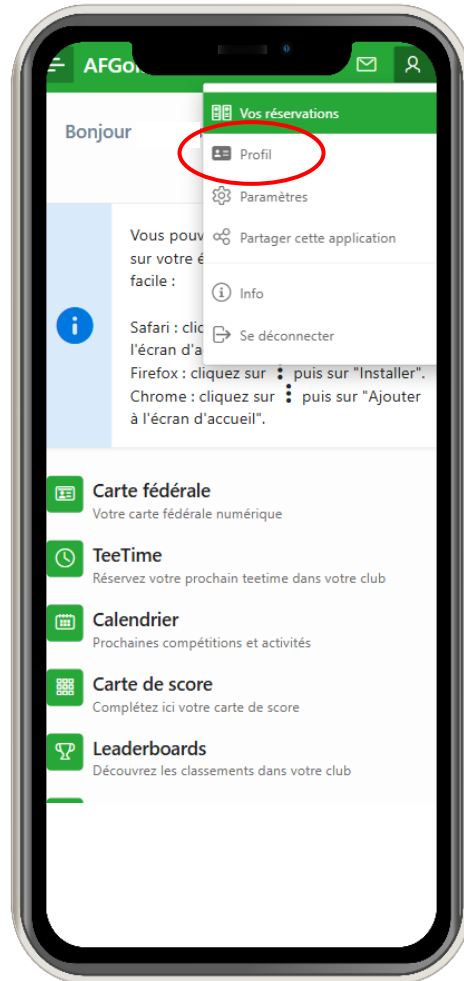 AFGo
Vos réservations
Bonjour
Profil
Paramètres
Partager cette application
Info
Se déconnecter
Vous pouv
sur votre é
facile :
Safari : clic
l'écran d'a
Firefox : cliquez sur puis sur "Installer".
Chrome : cliquez sur puis sur "Ajouter
à l'écran d'accueil".
Carte fédérale
Votre carte fédérale numérique
TeeTime
Réservez votre prochain teetime dans votre club
Calendrier
Prochaines compétitions et activités
Carte de score
Complétez ici votre carte de score
Leaderboards
Découvrez les classements dans votre club